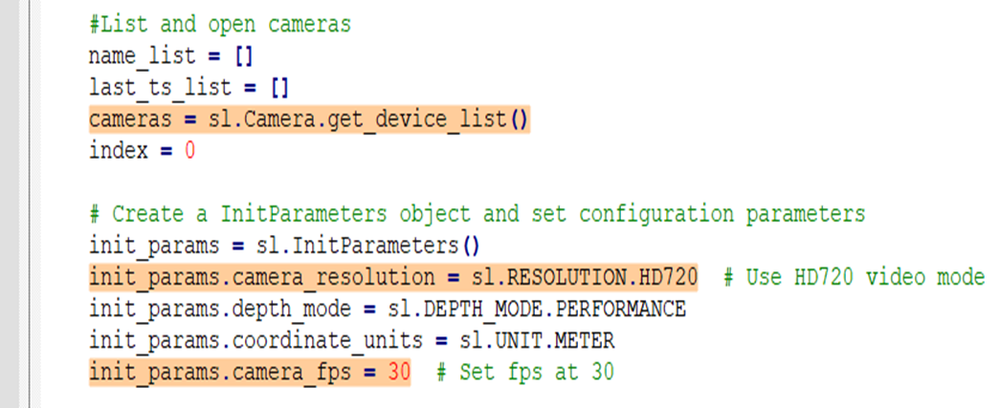 #List and open cameras
name_list = []
last_ts_list = []
cameras = sl.Camera.get_device_list()
index = 0
# Create a InitParameters object and set configuration parameters
init_params = sl.InitParameters()
init_params.camera_resolution = sl.RESOLUTION.HD720  # Use HD720 video mode
init_params.depth_mode = sl.DEPTH_MODE.PERFORMANCE
init_params.coordinate_units = sl.UNIT.METER
init_params.camera_fps = 30  # Set fps at 30